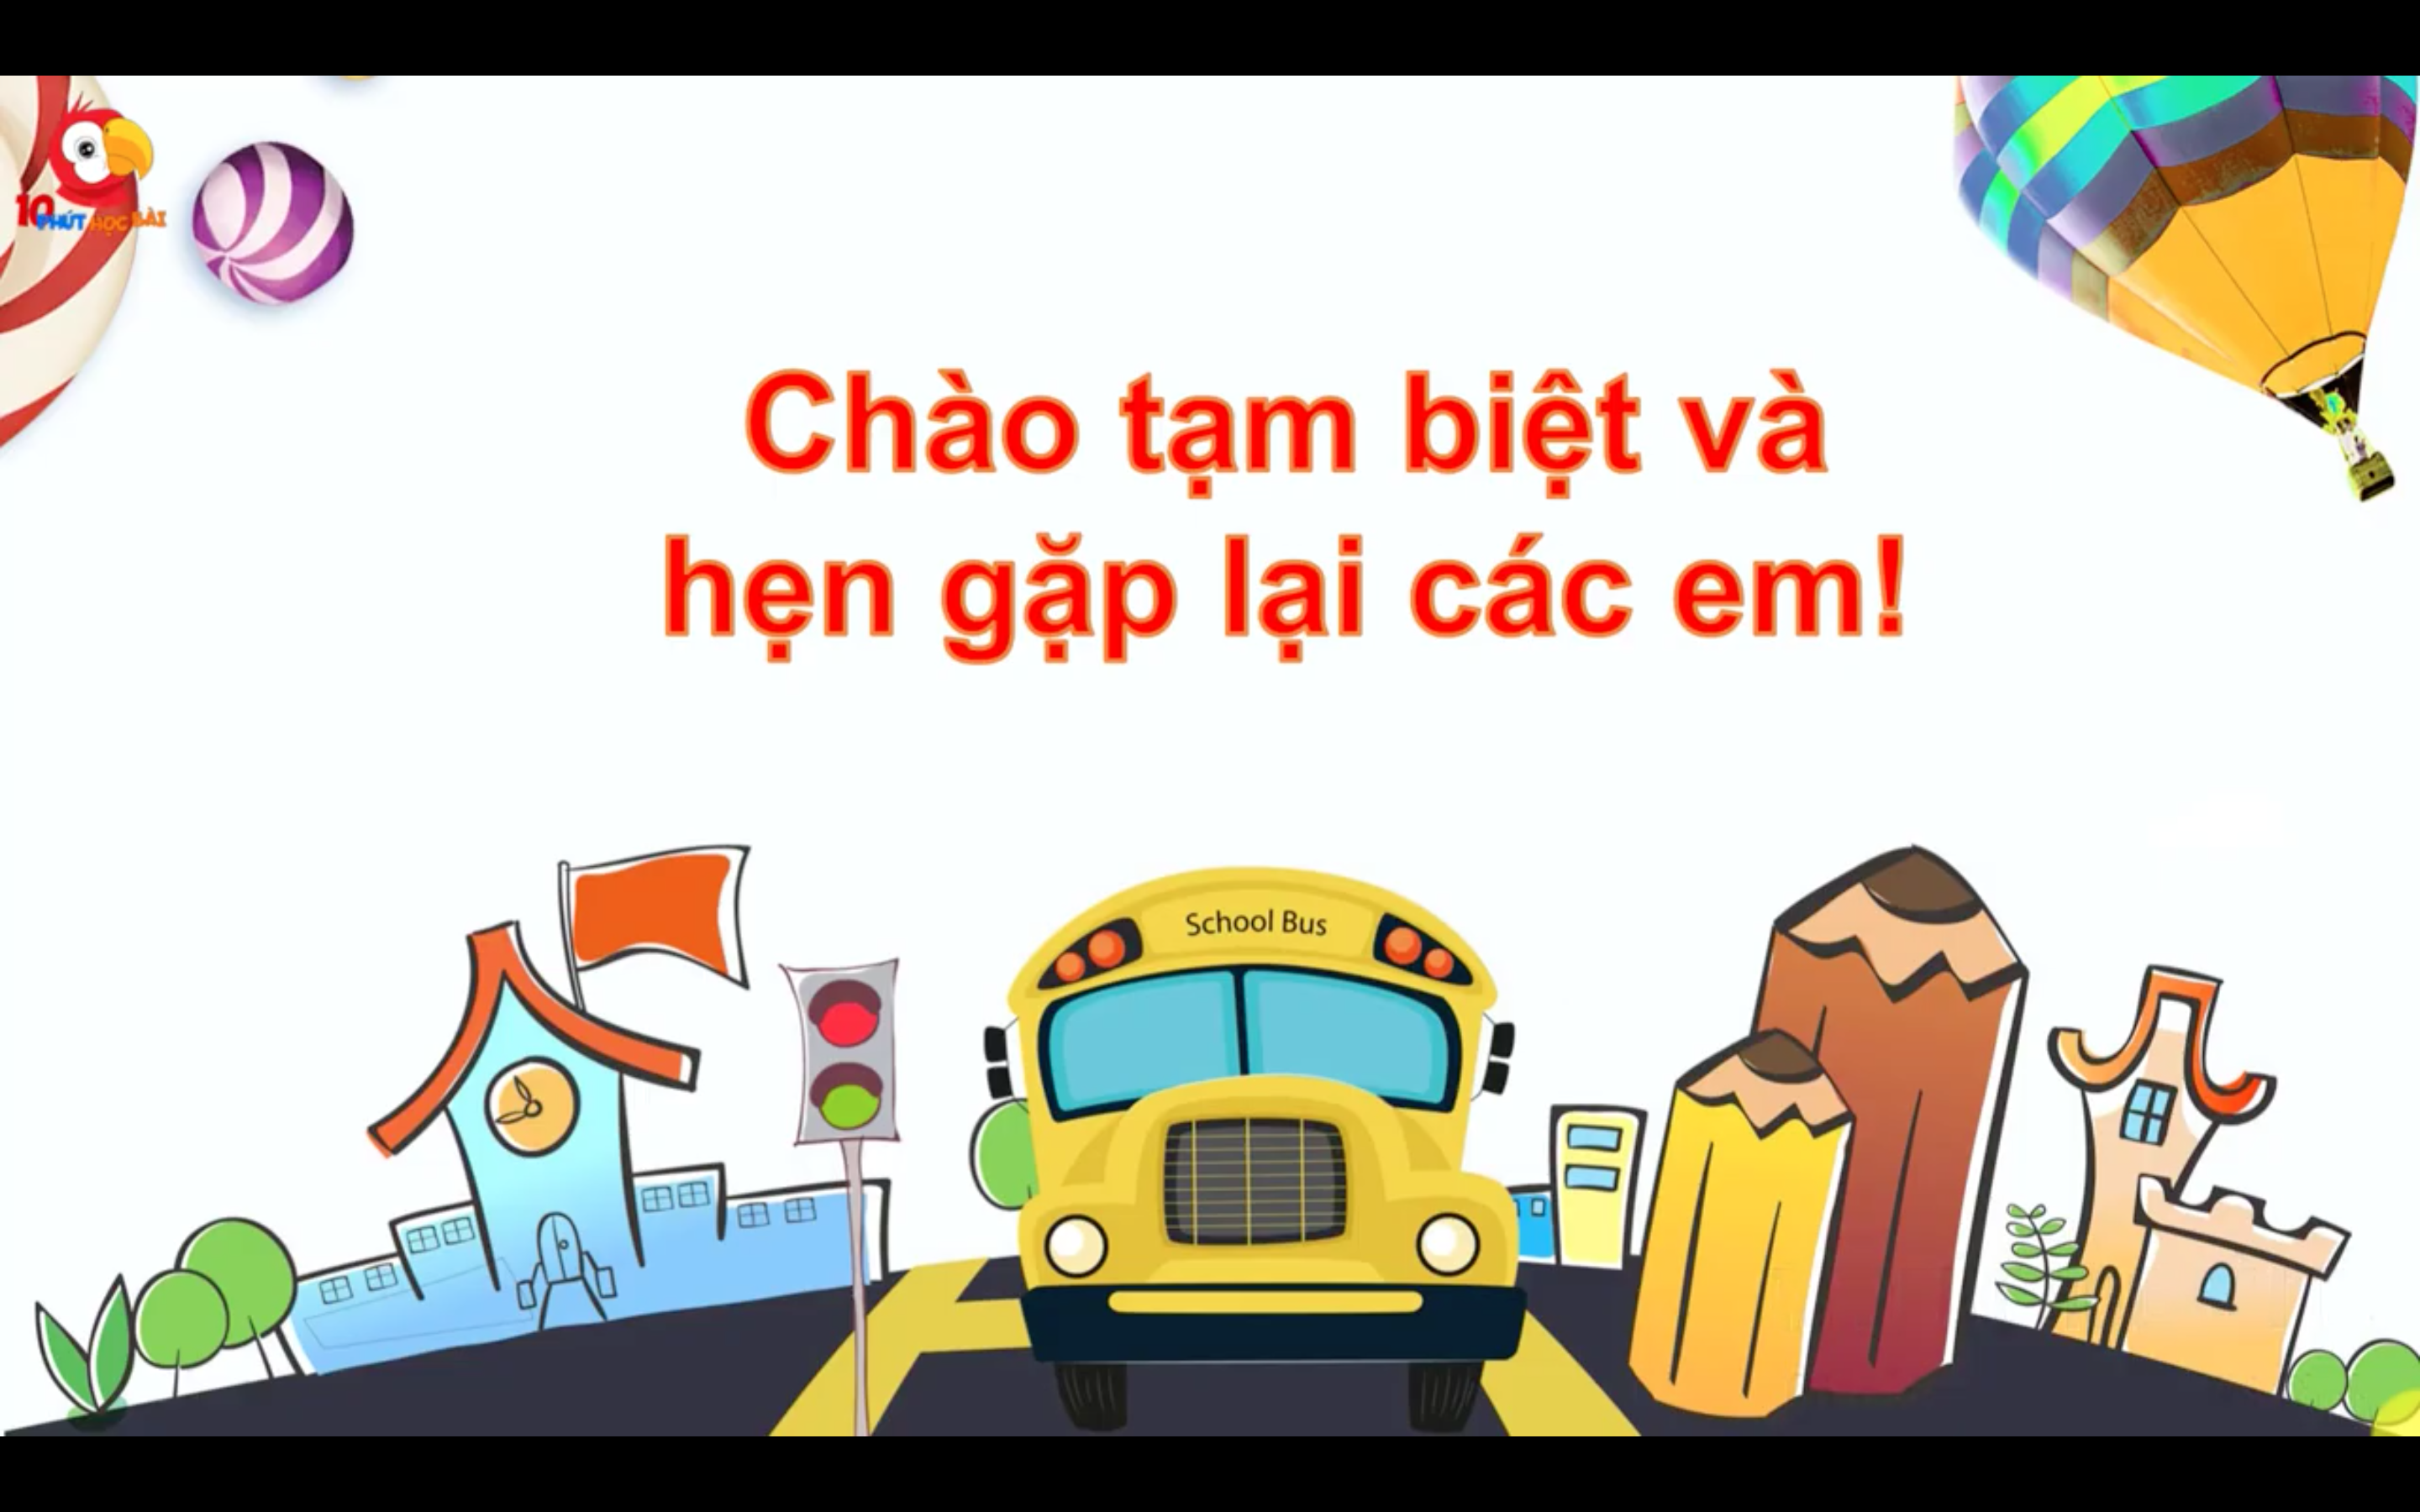 10 PHÚT HỌC BÀI
Chào tạm biệt và
hẹn gặp lại các em!
School Bus